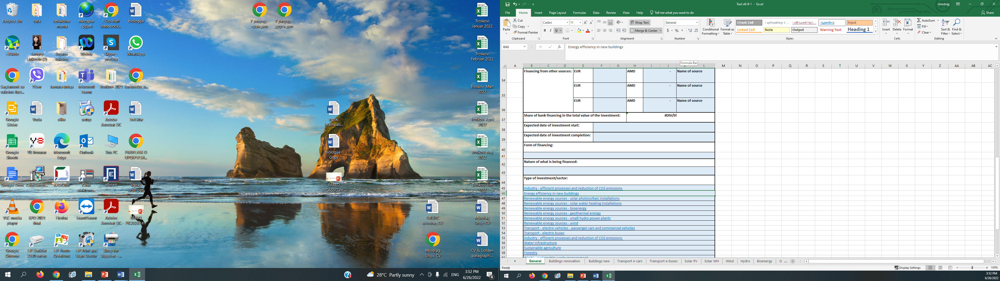 Recycle Bin
tata
revakcina mama
Миодраг Грујић
E Co. staff handbook...
biologija
7 разред - први део
7 разред - други део
Troskovi Januar 2022
HiSuite
Tamara Linkedin (2)
Bojana vakcina
Webex
Skype - prečica
WhatsApp
Troskovi Februar 2022
Saglasnost za vakcinu Ruzi...
Viber
tamara uniqa
Microsoft Teams
Troskovi 2021
Korisnicko_u...
Troskovi Mart 2022
Google Slides
Voda
silke
setup
Adobe Acrobat DC
ToR kfw
srpski istampati...
Troskovi April 2022
Google Sheets
Y8 Browser
Microsoft Edge
Outlook
This PC
PRAVILNIK O UPISU U SR...
biologija - Copy
Troskovi Maj 2022
Google Docs
CitacSaobr...
KZOCitac
Čitač elektrons...
ePorezi
srpski istampati
PABLO PICASSO en...
Troskovi Jun 2022
VLC media player
KPO 2021 final
Firefox
TeamViewer
Adobe Acrobat DC
PABLO PICASSO e...
GRUJIC Miodrag CV
Miodrag Grujic CV
Google Chrome
HP DeskJet 2130 series
HP Photo Creations
HP Print and Scan Doctor
Shop for Supplies - ...
Miodrag Grujic CV
CV & Golden paragraph ...
28°C Partly sunny
ENG
3:52 PM
6/26/2022
4
Tool v0-9-1 - Excel
miodrag
File Home Insert Page Layout Formulas Data Review View Help Tell me what you want to do
Share
Paste
Cut
Copy
Format Painter
Clipboard
Calibri 11
B I U
Font
Wrap Text
Merge & Center
Alignment
General
$ % ,
Number
Conditional Formatting
Format as Table
Check Cell Explanatory T... Followed Hyp... Hyperlink Input
Linked Cell Note Output Warning Text Heading 1
Styles
Insert Delete Format
Cells
AutoSum
Fill
Clear
Sort & Filter
Find & Select
Editing
B46 fx Energy efficiency in new buildings
Formula Bar
A B C D E F G H I J K L M N O P Q R S T U V W X Y Z AA AB AC
34 Financing from other sources: EUR AMD - Name of source
35 EUR AMD - Name of source
36 EUR AMD - Name of source
37 Share of bank financing in the total value of the investment: #DIV/0!
38 Expected date of investment start:
39 Expected date of investment completion:
40 Form of financing:
41
42 Nature of what is being financed:
43
44 Type of investment/sector:
45 Industry - efficient processes and reduction of CO2 emissions
46 Energy efficiency in new buildings
47 Renewable energy sources - solar photovoltaic installations
48 Renewable energy sources - solar water heating installations
49 Renewable energy sources - bioenergy
50 Renewable energy sources - geothermal energy
51 Renewable energy sources - small hydro power plants
52 Renewable energy sources - wind
53 Transport - electric vehicles - passenger cars and commercial vehicles
54 Transport - electric buses
55 Industry - efficient processes and reduction of CO2 emissions
56 Water infrastructure
57 Sustainable agriculture
58 Forestry
59 Waste - sustainable waste management
General Buildings-renovation Buildings-new Transport e-cars Transport e-buses Solar PV Solar WH Wind Hydro Bioenergy G ...
Ready
Display Settings
100%
3:52 PM
6/26/2022